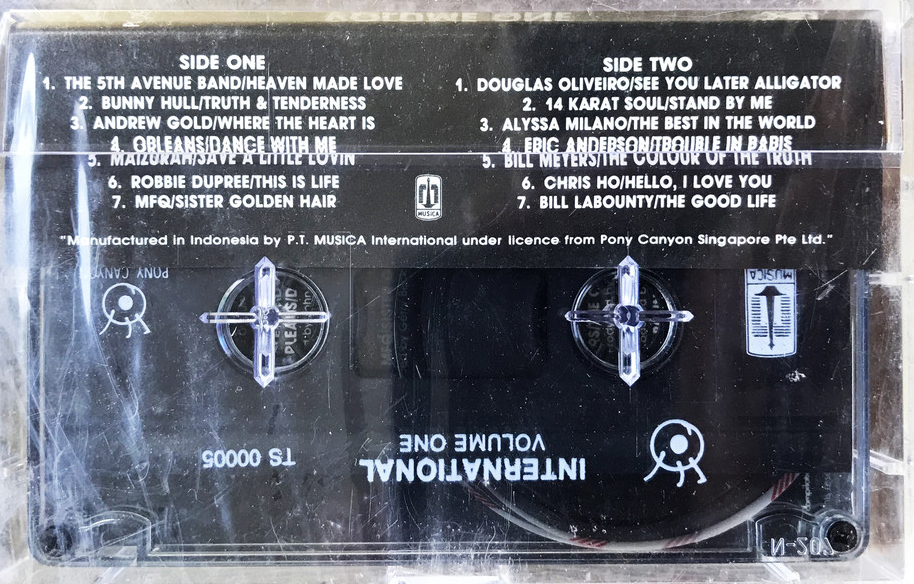 VOLUME ONE
SIDE ONE
1. THE 5TH AVENUE BAND/HEAVEN MADE LOVE
2. BUNNY HULL/TRUTH & TENDERNESS
3. ANDREW GOLD/WHERE THE HEART IS
4. ORLEANS/DANCE WITH ME
5. MAIZURAH/SAVE A LITTLE LOVIN
6. ROBBIE DUPREE/THIS IS LIFE
7. MFQ/SISTER GOLDEN HAIR
SIDE TWO
1. DOUGLAS OLIVEIRO/SEE YOU LATER ALLIGATOR
2. 14 KARAT SOUL/STAND BY ME
3. ALYSSA MILANO/THE BEST IN THE WORLD
4. ERIC ANDERSON/TROUBLE IN PARIS
5. BILL MEYERS/THE COLOUR OF THE TRUTH
6. CHRIS HO/HELLO, I LOVE YOU
7. BILL LABOUNTY/THE GOOD LIFE
MUSICA
"Manufactured in Indonesia by P.T. MUSICA International under licence from Pony Canyon Singapore Pte Ltd."
PONY CANYON
MUSICA
TS 00005
INTERNATIONAL
VOLUME ONE
N-202